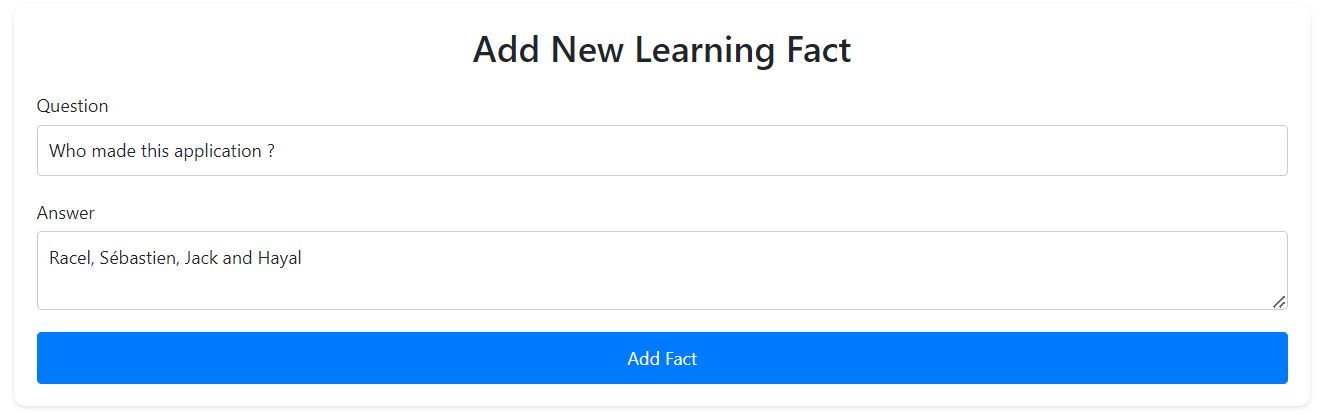 Add New Learning Fact
Question
Who made this application ?
Answer
Racel, Sébastien, Jack and Hayal
Add Fact